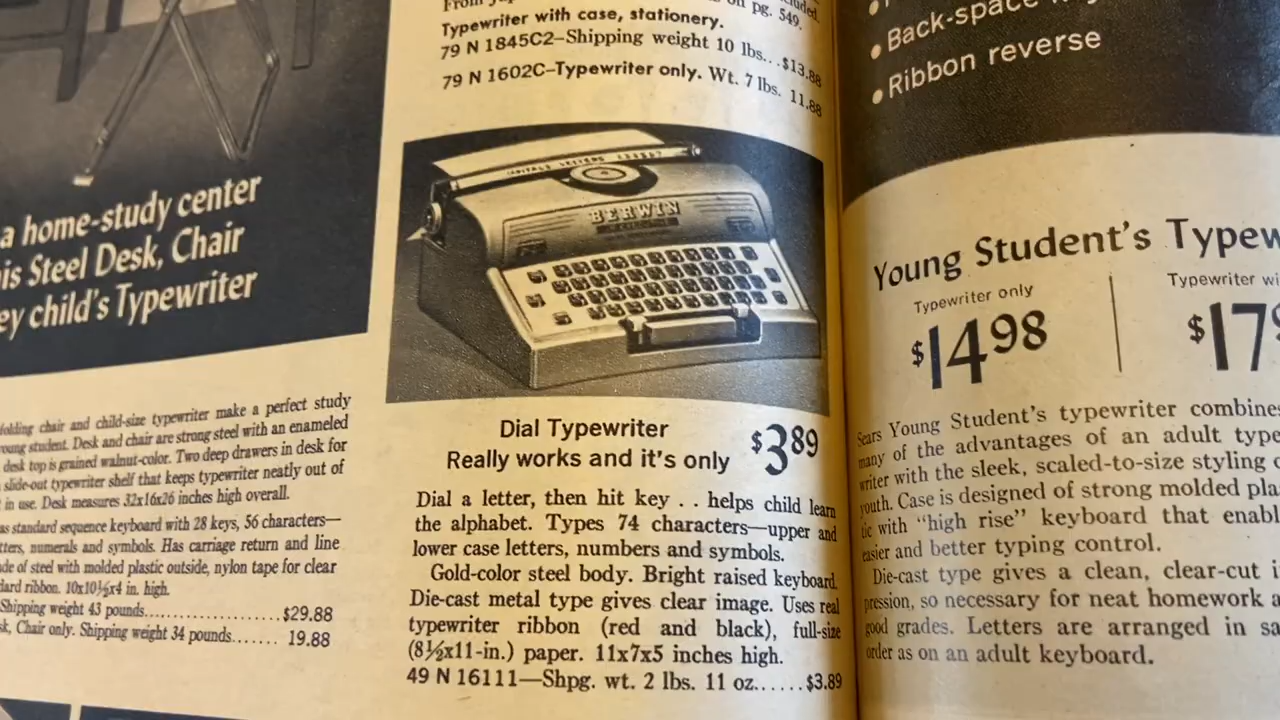 a home-study center
Steel Desk, Chair
child's Typewriter
folding chair and child-size typewriter make a perfect study
young student. Desk and chair are strong steel with an enameled
desk top is grained walnut-color. Two deep drawers in desk for
slide-out typewriter shelf that keeps typewriter neatly out of
in use. Desk measures 32x16x26 inches high overall.
standard sequence keyboard with 28 keys, 56 characters—
numerals and symbols. Has carriage return and line
of steel with molded plastic outside, nylon tape for clear
ribbon. 10x10½x4 in. high.
Shipping weight 43 pounds................$29.88
Chair only. Shipping weight 34 pounds....... 19.88
From
on pg. 549.
Typewriter with case, stationery.
79 N 1845C2–Shipping weight 10 lbs...$13.88
79 N 1602C–Typewriter only. Wt. 7 lbs. 11.88
BERWIN
Dial Typewriter
Really works and it's only
$3 89
Dial a letter, then hit key . . helps child learn
the alphabet. Types 74 characters—upper and
lower case letters, numbers and symbols.
Gold-color steel body. Bright raised keyboard.
Die-cast metal type gives clear image. Uses real
typewriter ribbon (red and black), full-size
(8½x11-in.) paper. 11x7x5 inches high.
49 N 16111—Shpg. wt. 2 lbs. 11 oz......$3.89
• Back-space
• Ribbon reverse
Young Student's
Typewriter only
$14 98
Typewriter
$17
Sears Young Student's typewriter combines
many of the advantages of an adult type-
writer with the sleek, scaled-to-size styling
youth. Case is designed of strong molded plas-
tic with "high rise" keyboard that
easier and better typing control.
Die-cast type gives a clean, clear-cut
pression, so necessary for neat homework
good grades. Letters are arranged in
order as on an adult keyboard.